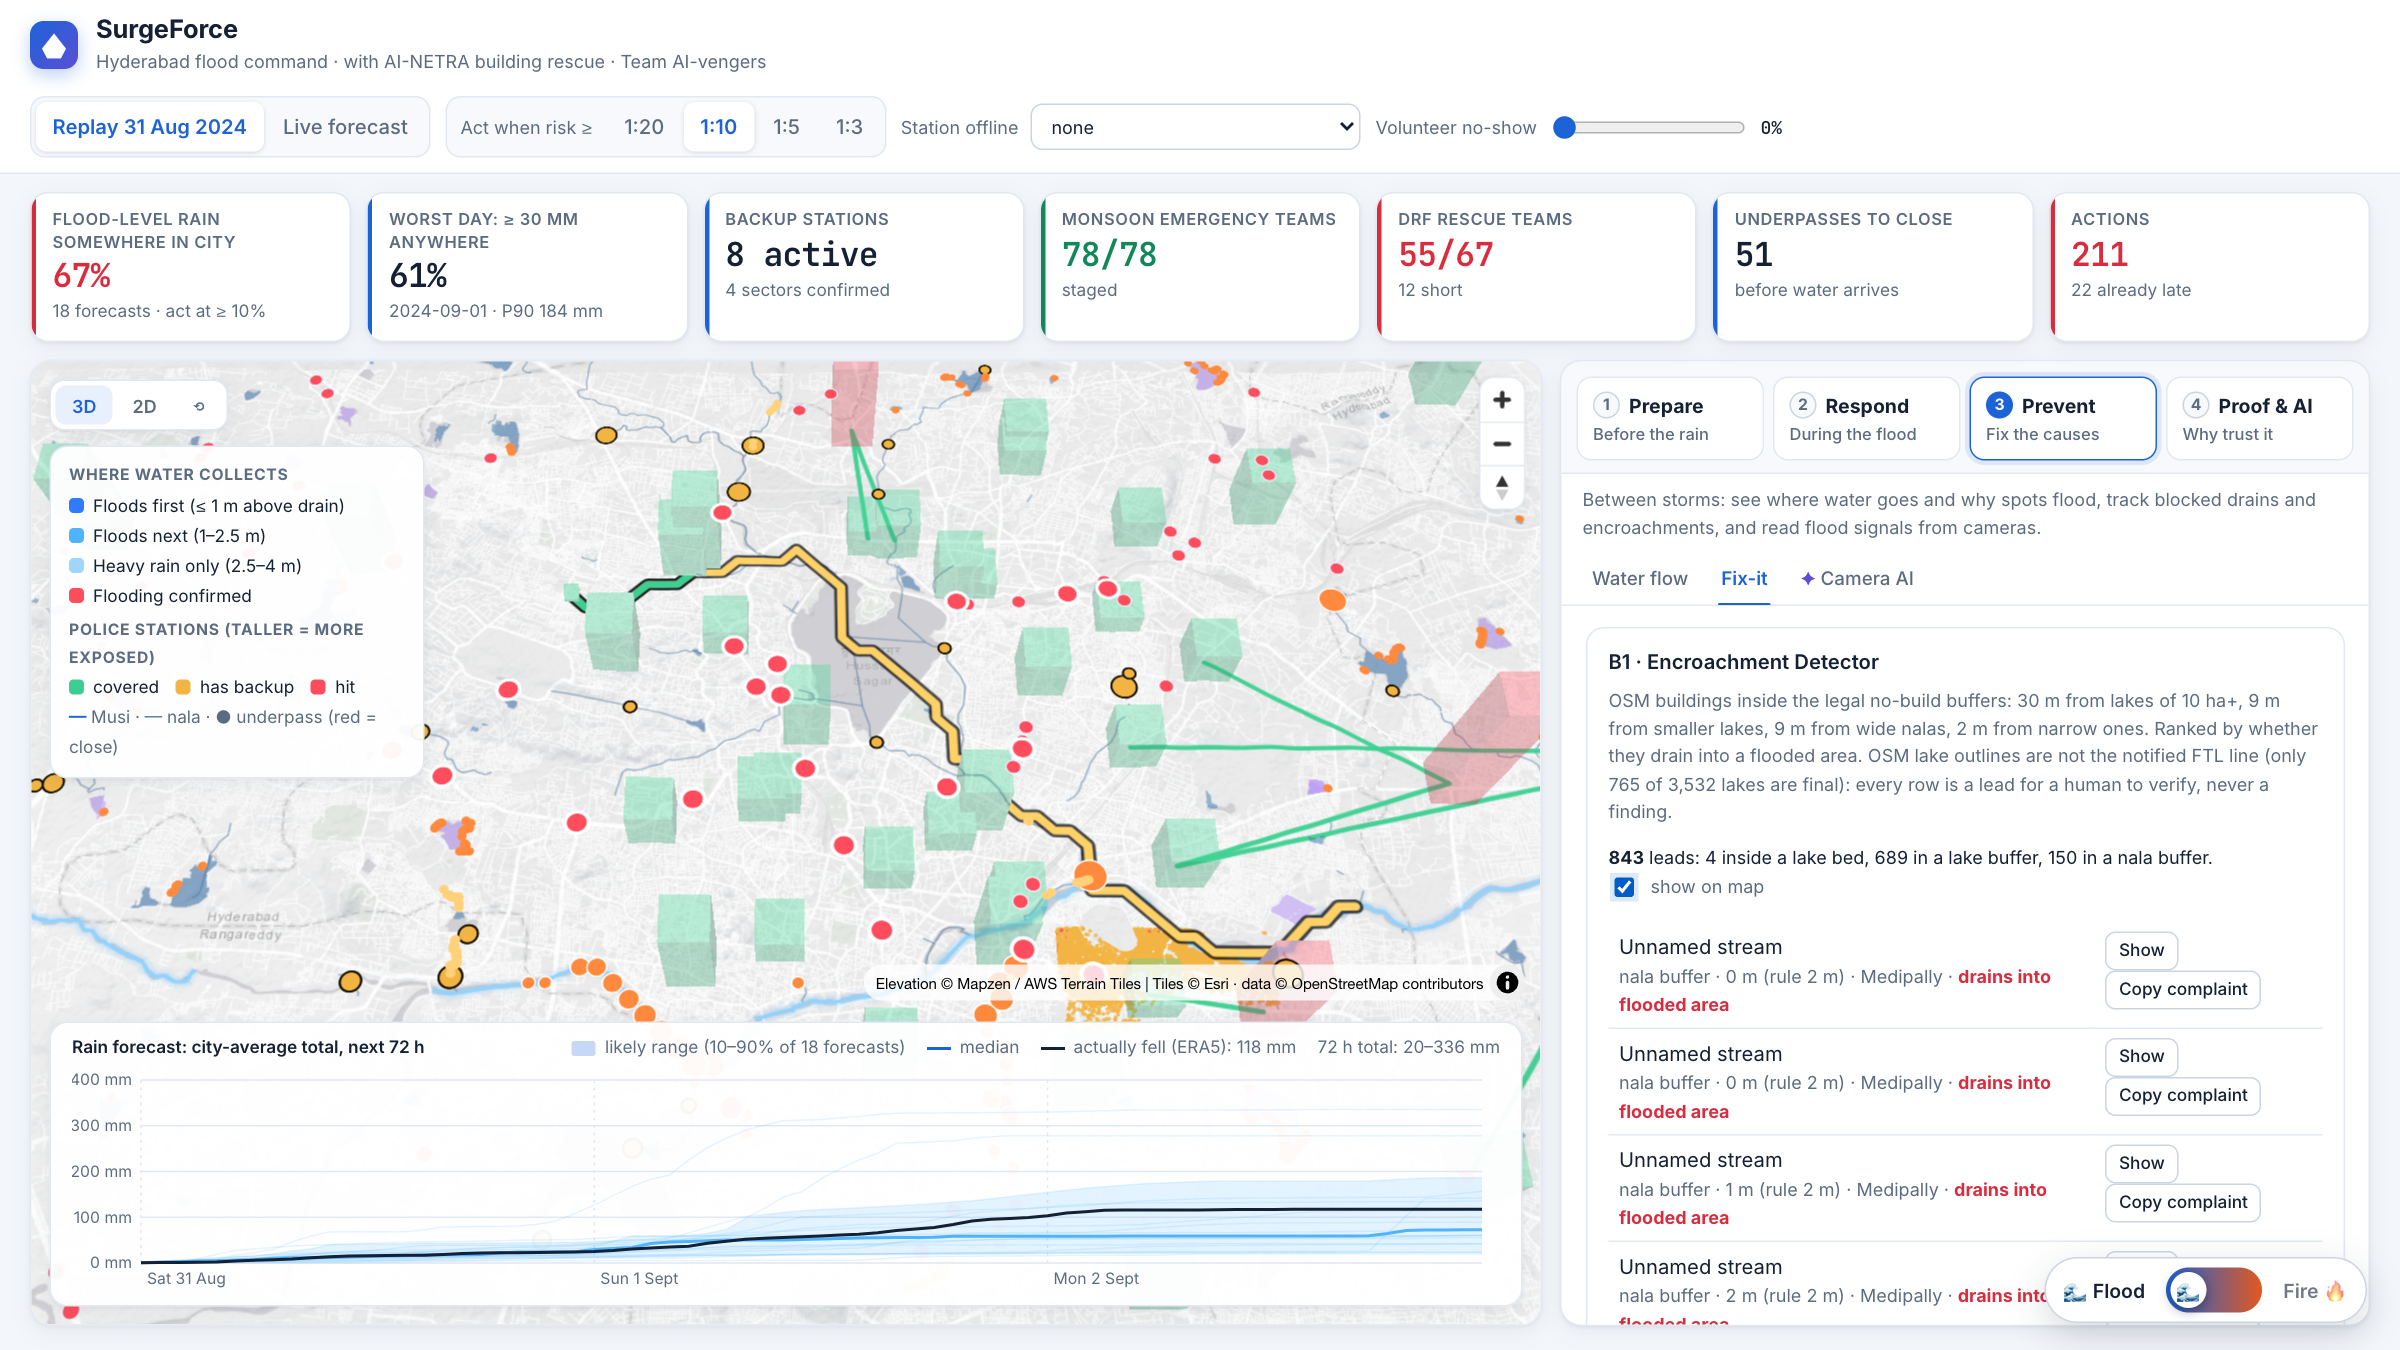 SurgeForce
Hyderabad flood command · with AI-NETRA building rescue · Team AI-vengers
Replay 31 Aug 2024
Live forecast
Act when risk ≥
1:20
1:10
1:5
1:3
Station offline
none
Volunteer no-show
0%
FLOOD-LEVEL RAIN
SOMEWHERE IN CITY
67%
18 forecasts · act at ≥ 10%
WORST DAY: ≥ 30 MM
ANYWHERE
61%
2024-09-01 · P90 184 mm
BACKUP STATIONS
8 active
4 sectors confirmed
MONSOON EMERGENCY TEAMS
78/78
staged
DRF RESCUE TEAMS
55/67
12 short
UNDERPASSES TO CLOSE
51
before water arrives
ACTIONS
211
22 already late
3D
2D
WHERE WATER COLLECTS
Floods first (≤ 1 m above drain)
Floods next (1–2.5 m)
Heavy rain only (2.5–4 m)
Flooding confirmed
POLICE STATIONS (TALLER = MORE
EXPOSED)
covered
has backup
hit
Musi · — nala · ● underpass (red =
close)
Hyderabad
Rangareddy
Elevation © Mapzen / AWS Terrain Tiles | Tiles © Esri · data © OpenStreetMap contributors
Rain forecast: city-average total, next 72 h
likely range (10–90% of 18 forecasts)
median
actually fell (ERA5): 118 mm
72 h total: 20–336 mm
400 mm
300 mm
200 mm
100 mm
0 mm
Sat 31 Aug
Sun 1 Sept
Mon 2 Sept
1 Prepare
Before the rain
2 Respond
During the flood
3 Prevent
Fix the causes
4 Proof & AI
Why trust it
Between storms: see where water goes and why spots flood, track blocked drains and
encroachments, and read flood signals from cameras.
Water flow
Fix-it
✦ Camera AI
B1 · Encroachment Detector
OSM buildings inside the legal no-build buffers: 30 m from lakes of 10 ha+, 9 m
from smaller lakes, 9 m from wide nalas, 2 m from narrow ones. Ranked by whether
they drain into a flooded area. OSM lake outlines are not the notified FTL line (only
765 of 3,532 lakes are final): every row is a lead for a human to verify, never a
finding.
843 leads: 4 inside a lake bed, 689 in a lake buffer, 150 in a nala buffer.
show on map
Unnamed stream
nala buffer · 0 m (rule 2 m) · Medipally · drains into
flooded area
Show
Copy complaint
Unnamed stream
nala buffer · 0 m (rule 2 m) · Medipally · drains into
flooded area
Show
Copy complaint
Unnamed stream
nala buffer · 1 m (rule 2 m) · Medipally · drains into
flooded area
Show
Copy complaint
Unnamed stream
nala buffer · 2 m (rule 2 m) · Medipally · drains into
flooded area
🌊 Flood
Fire 🔥